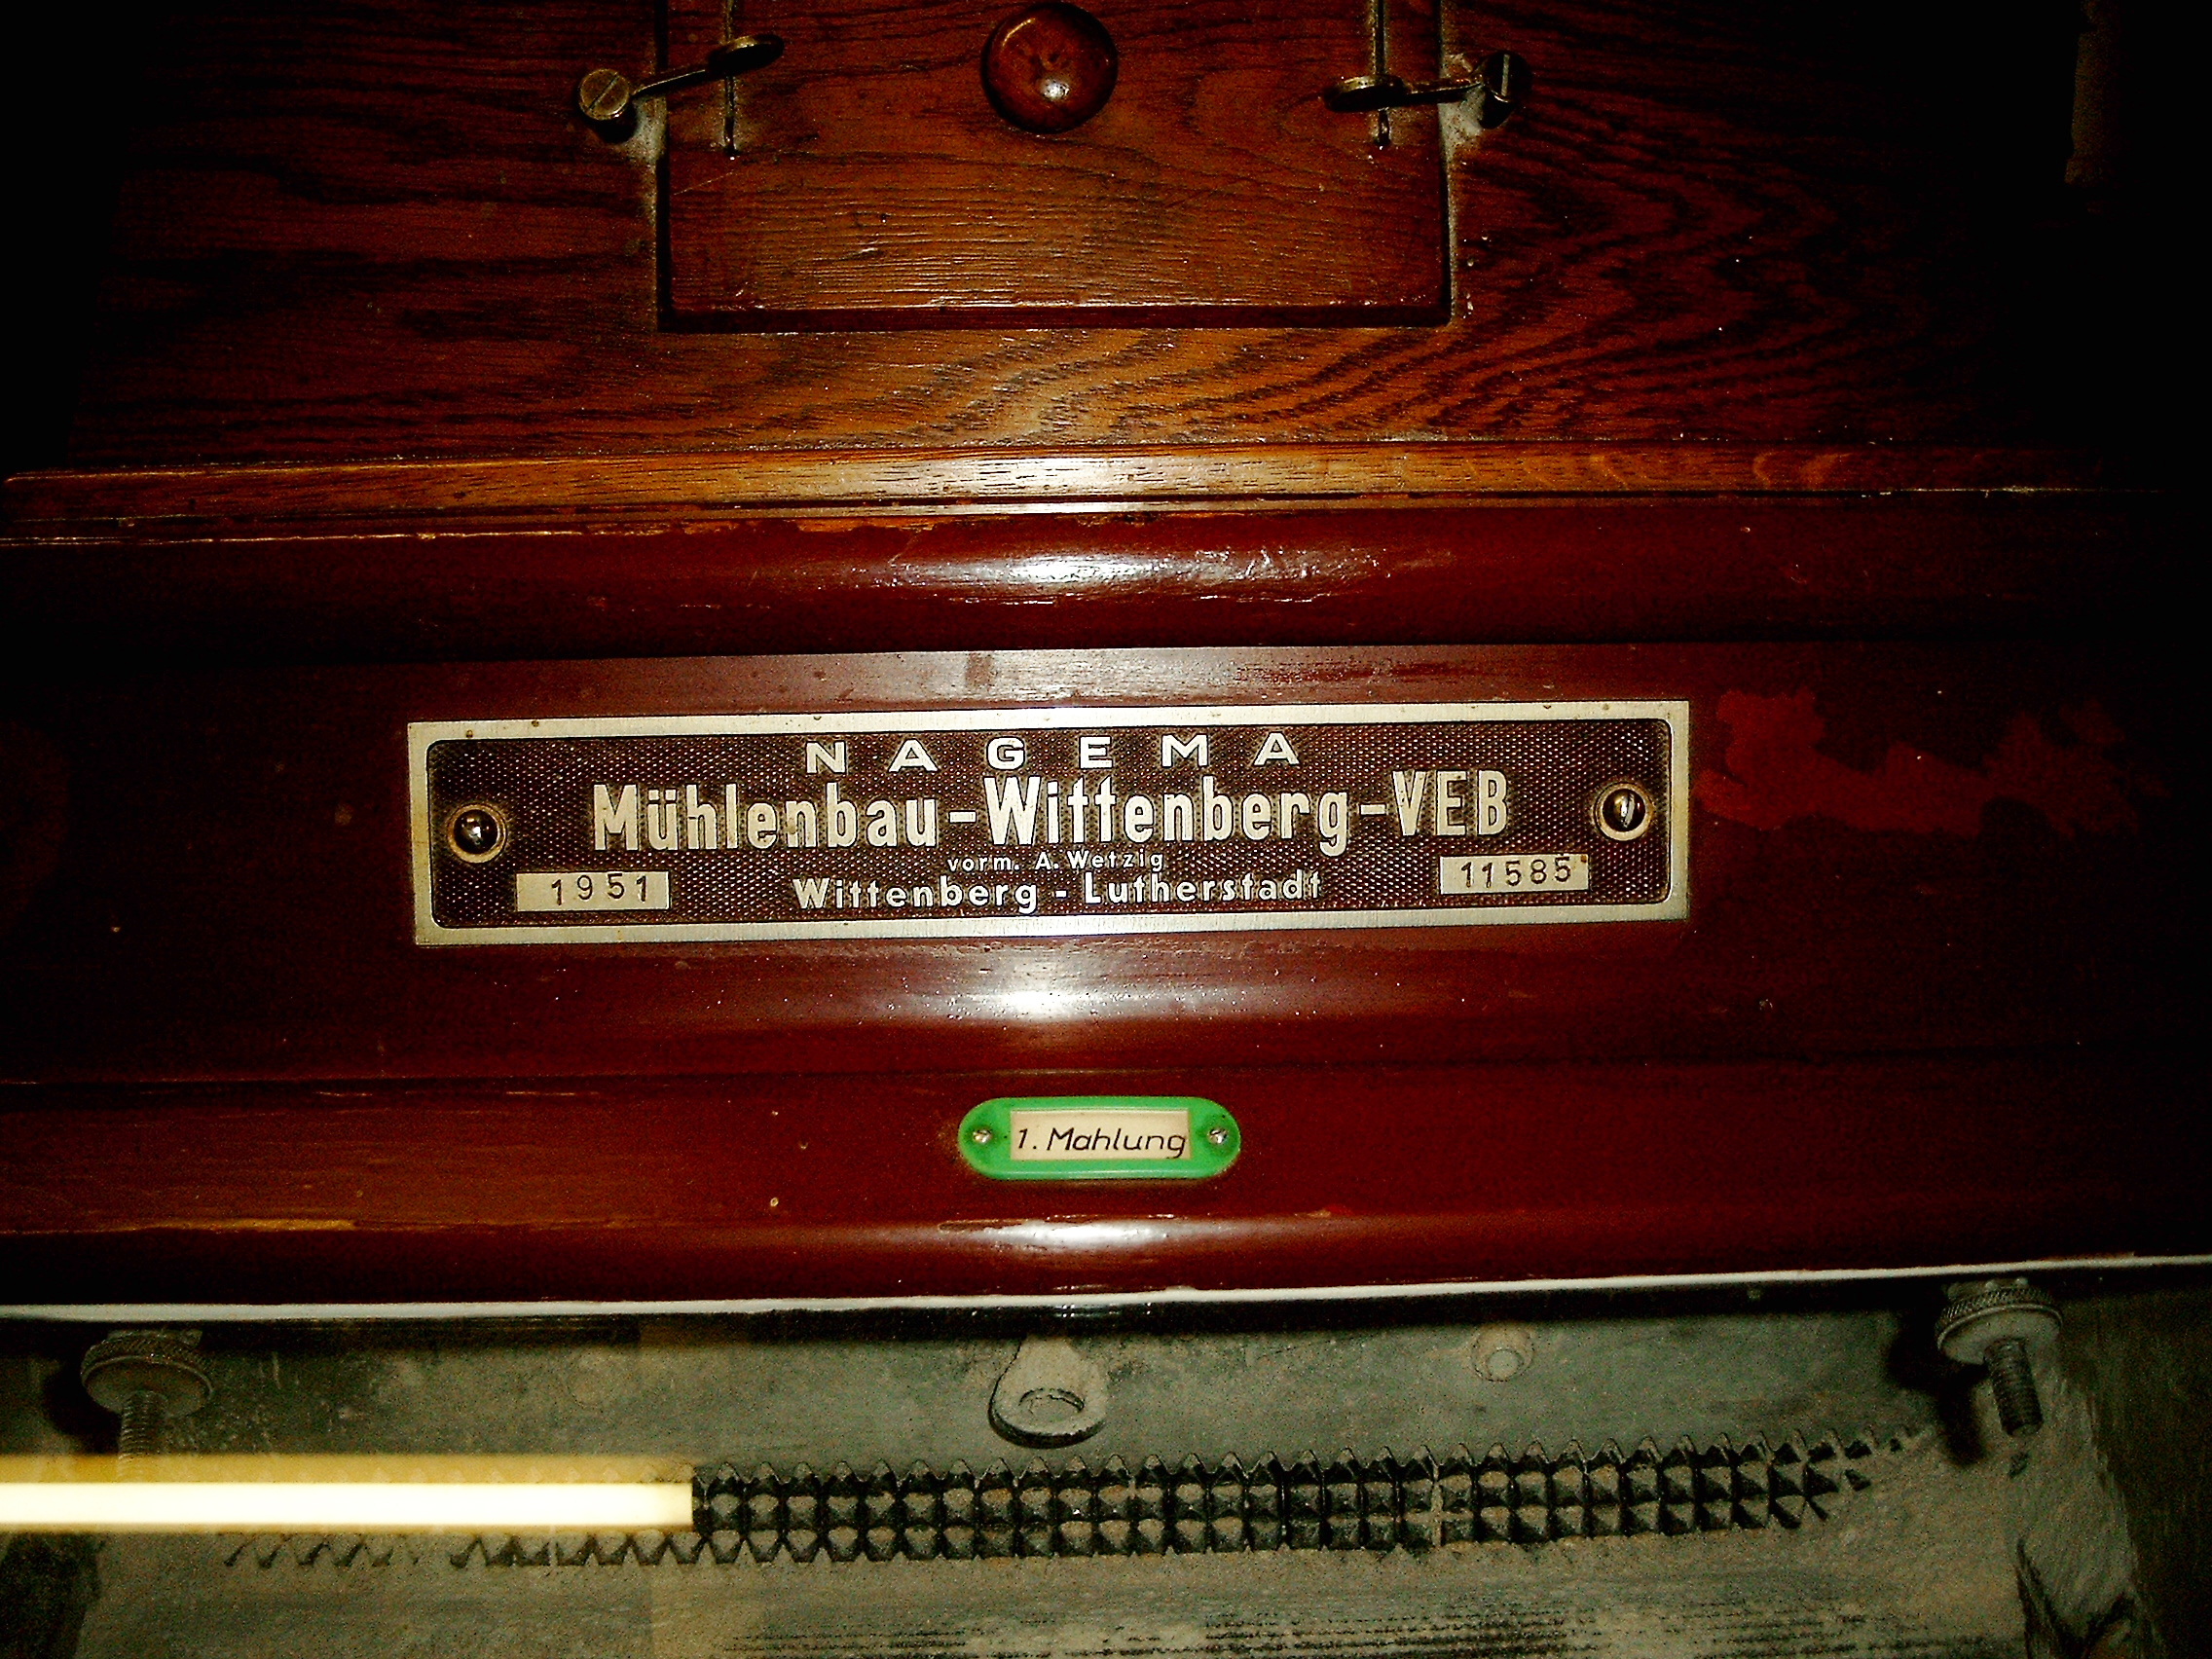 NAGEMA
Mühlenbau-Wittenberg-VEB
vorm. A. Wetzig
1951 Wittenberg - Lutherstadt 11585
1. Mahlung